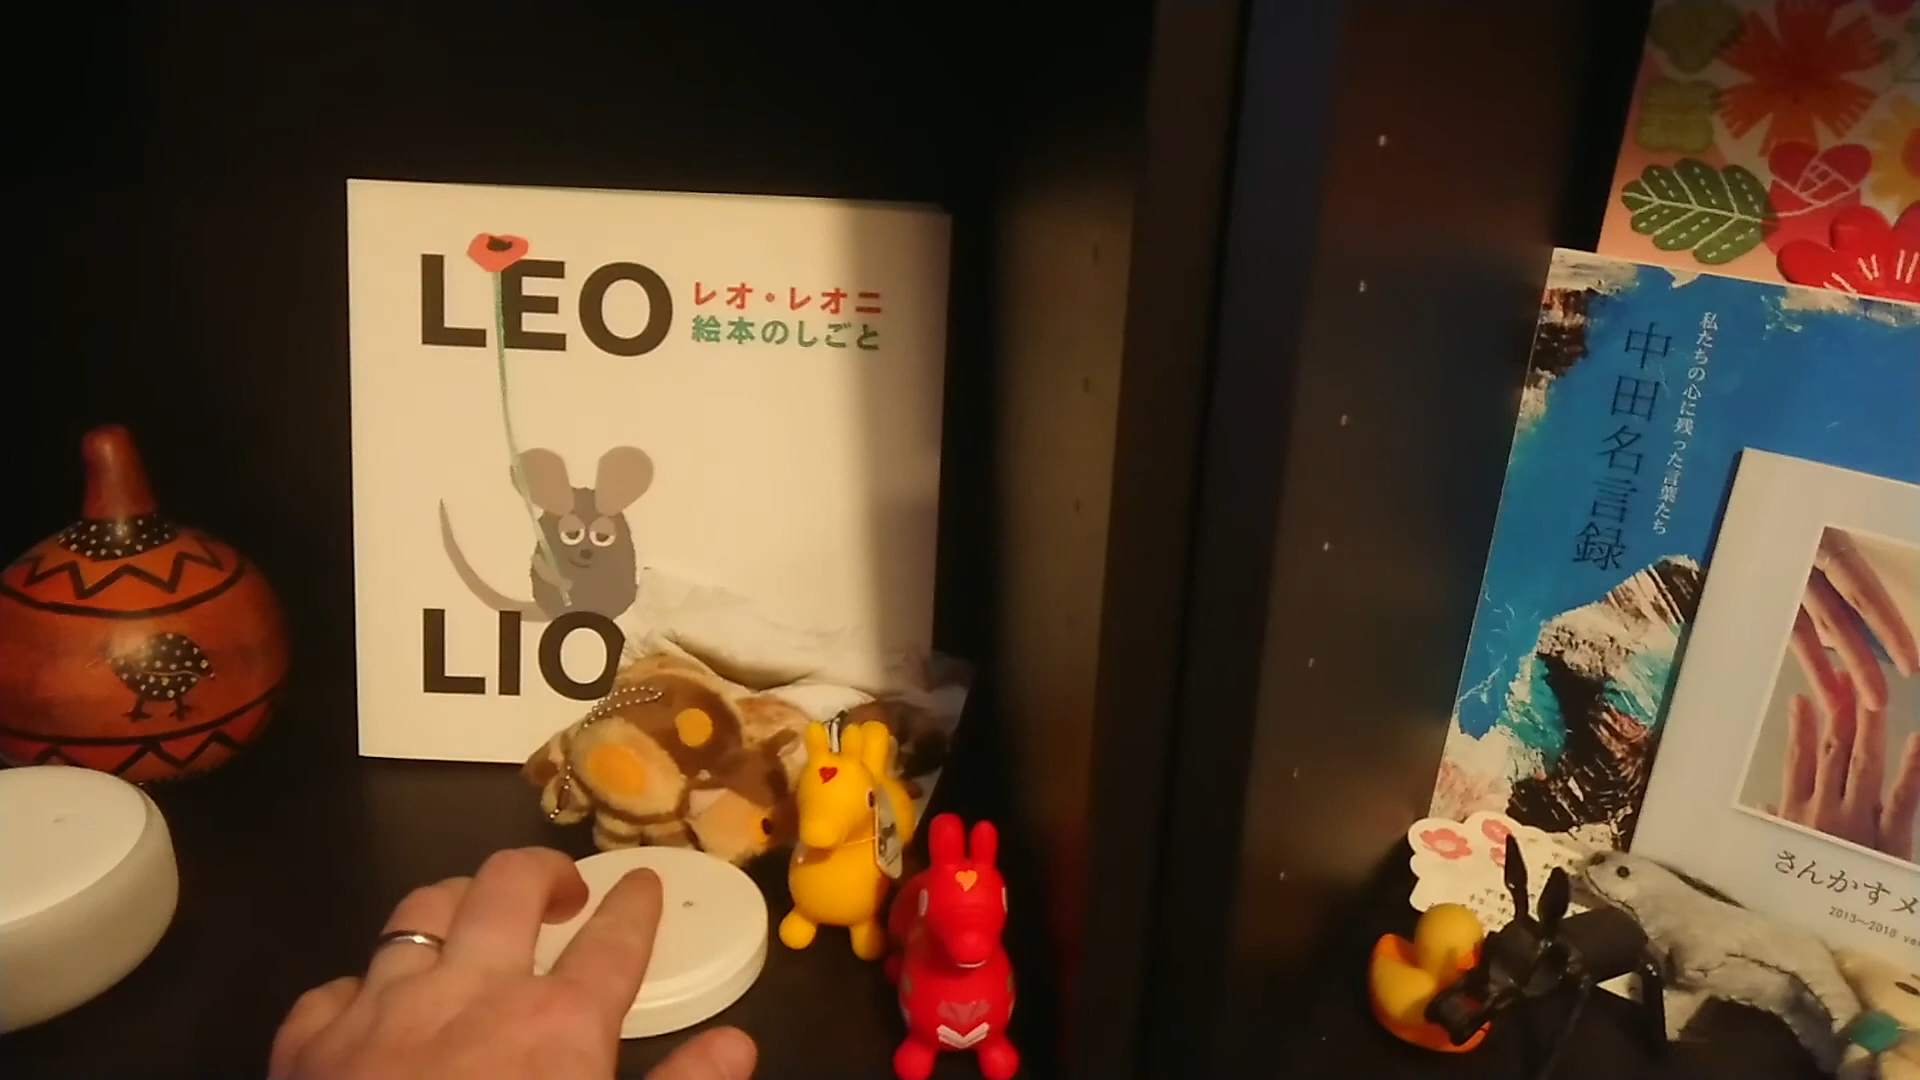 LEO
レオ・レオニ
絵本のしごと
LIO
私たちの心に残った言葉たち
中田名言録
さんかすメ
2013〜2018 ve